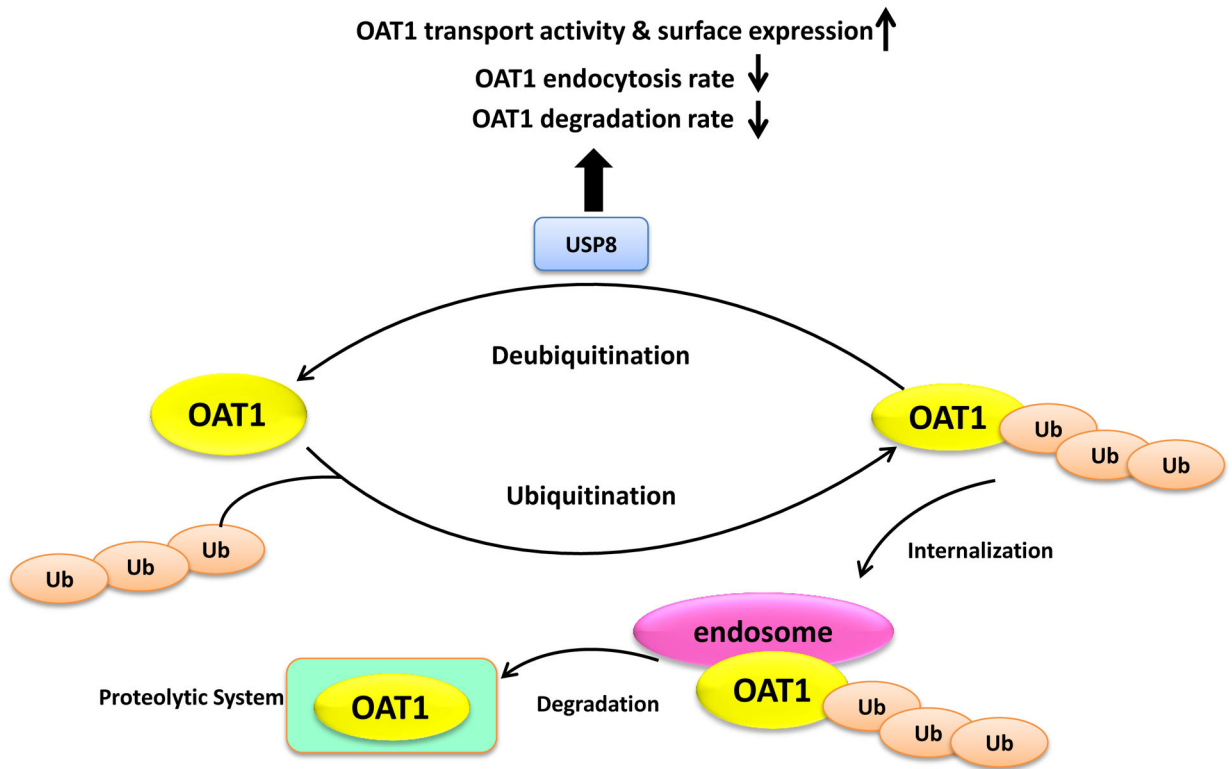 OAT1 transport activity & surface expression
OAT1 endocytosis rate
OAT1 degradation rate
USP8
Deubiquitination
OAT1
OAT1
Ub
Ub
Ub
Ubiquitination
Ub
Ub
Ub
Internalization
endosome
OAT1
Ub
Ub
Ub
Degradation
Proteolytic System
OAT1